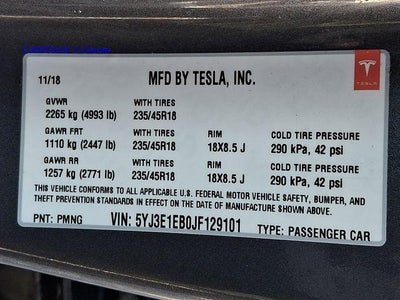 11/18 MFD BY TESLA, INC.
TESLA
GVWR WITH TIRES
2265 kg (4993 lb) 235/45R18
GAWR FRT WITH TIRES RIM COLD TIRE PRESSURE
1110 kg (2447 lb) 235/45R18 18X8.5 J 290 kPa, 42 psi
GAWR RR WITH TIRES RIM COLD TIRE PRESSURE
1257 kg (2771 lb) 235/45R18 18X8.5 J 290 kPa, 42 psi
THIS VEHICLE CONFORMS TO ALL APPLICABLE U.S. FEDERAL MOTOR VEHICLE SAFETY, BUMPER, AND
THEFT PREVENTION STANDARDS IN EFFECT ON THE DATE OF MANUFACTURE SHOWN ABOVE.
PNT: PMNG VIN: 5YJ3E1EB0JF129101 TYPE: PASSENGER CAR